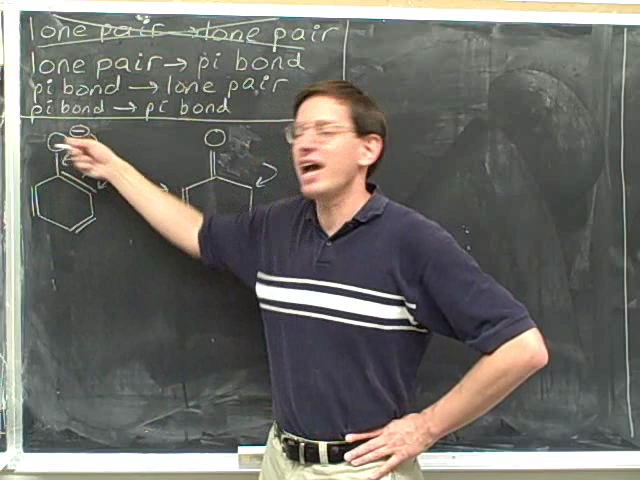 lone pair → lone pair
lone pair → pi bond
pi bond → lone pair
pi bond → pi bond
O ⊖
O